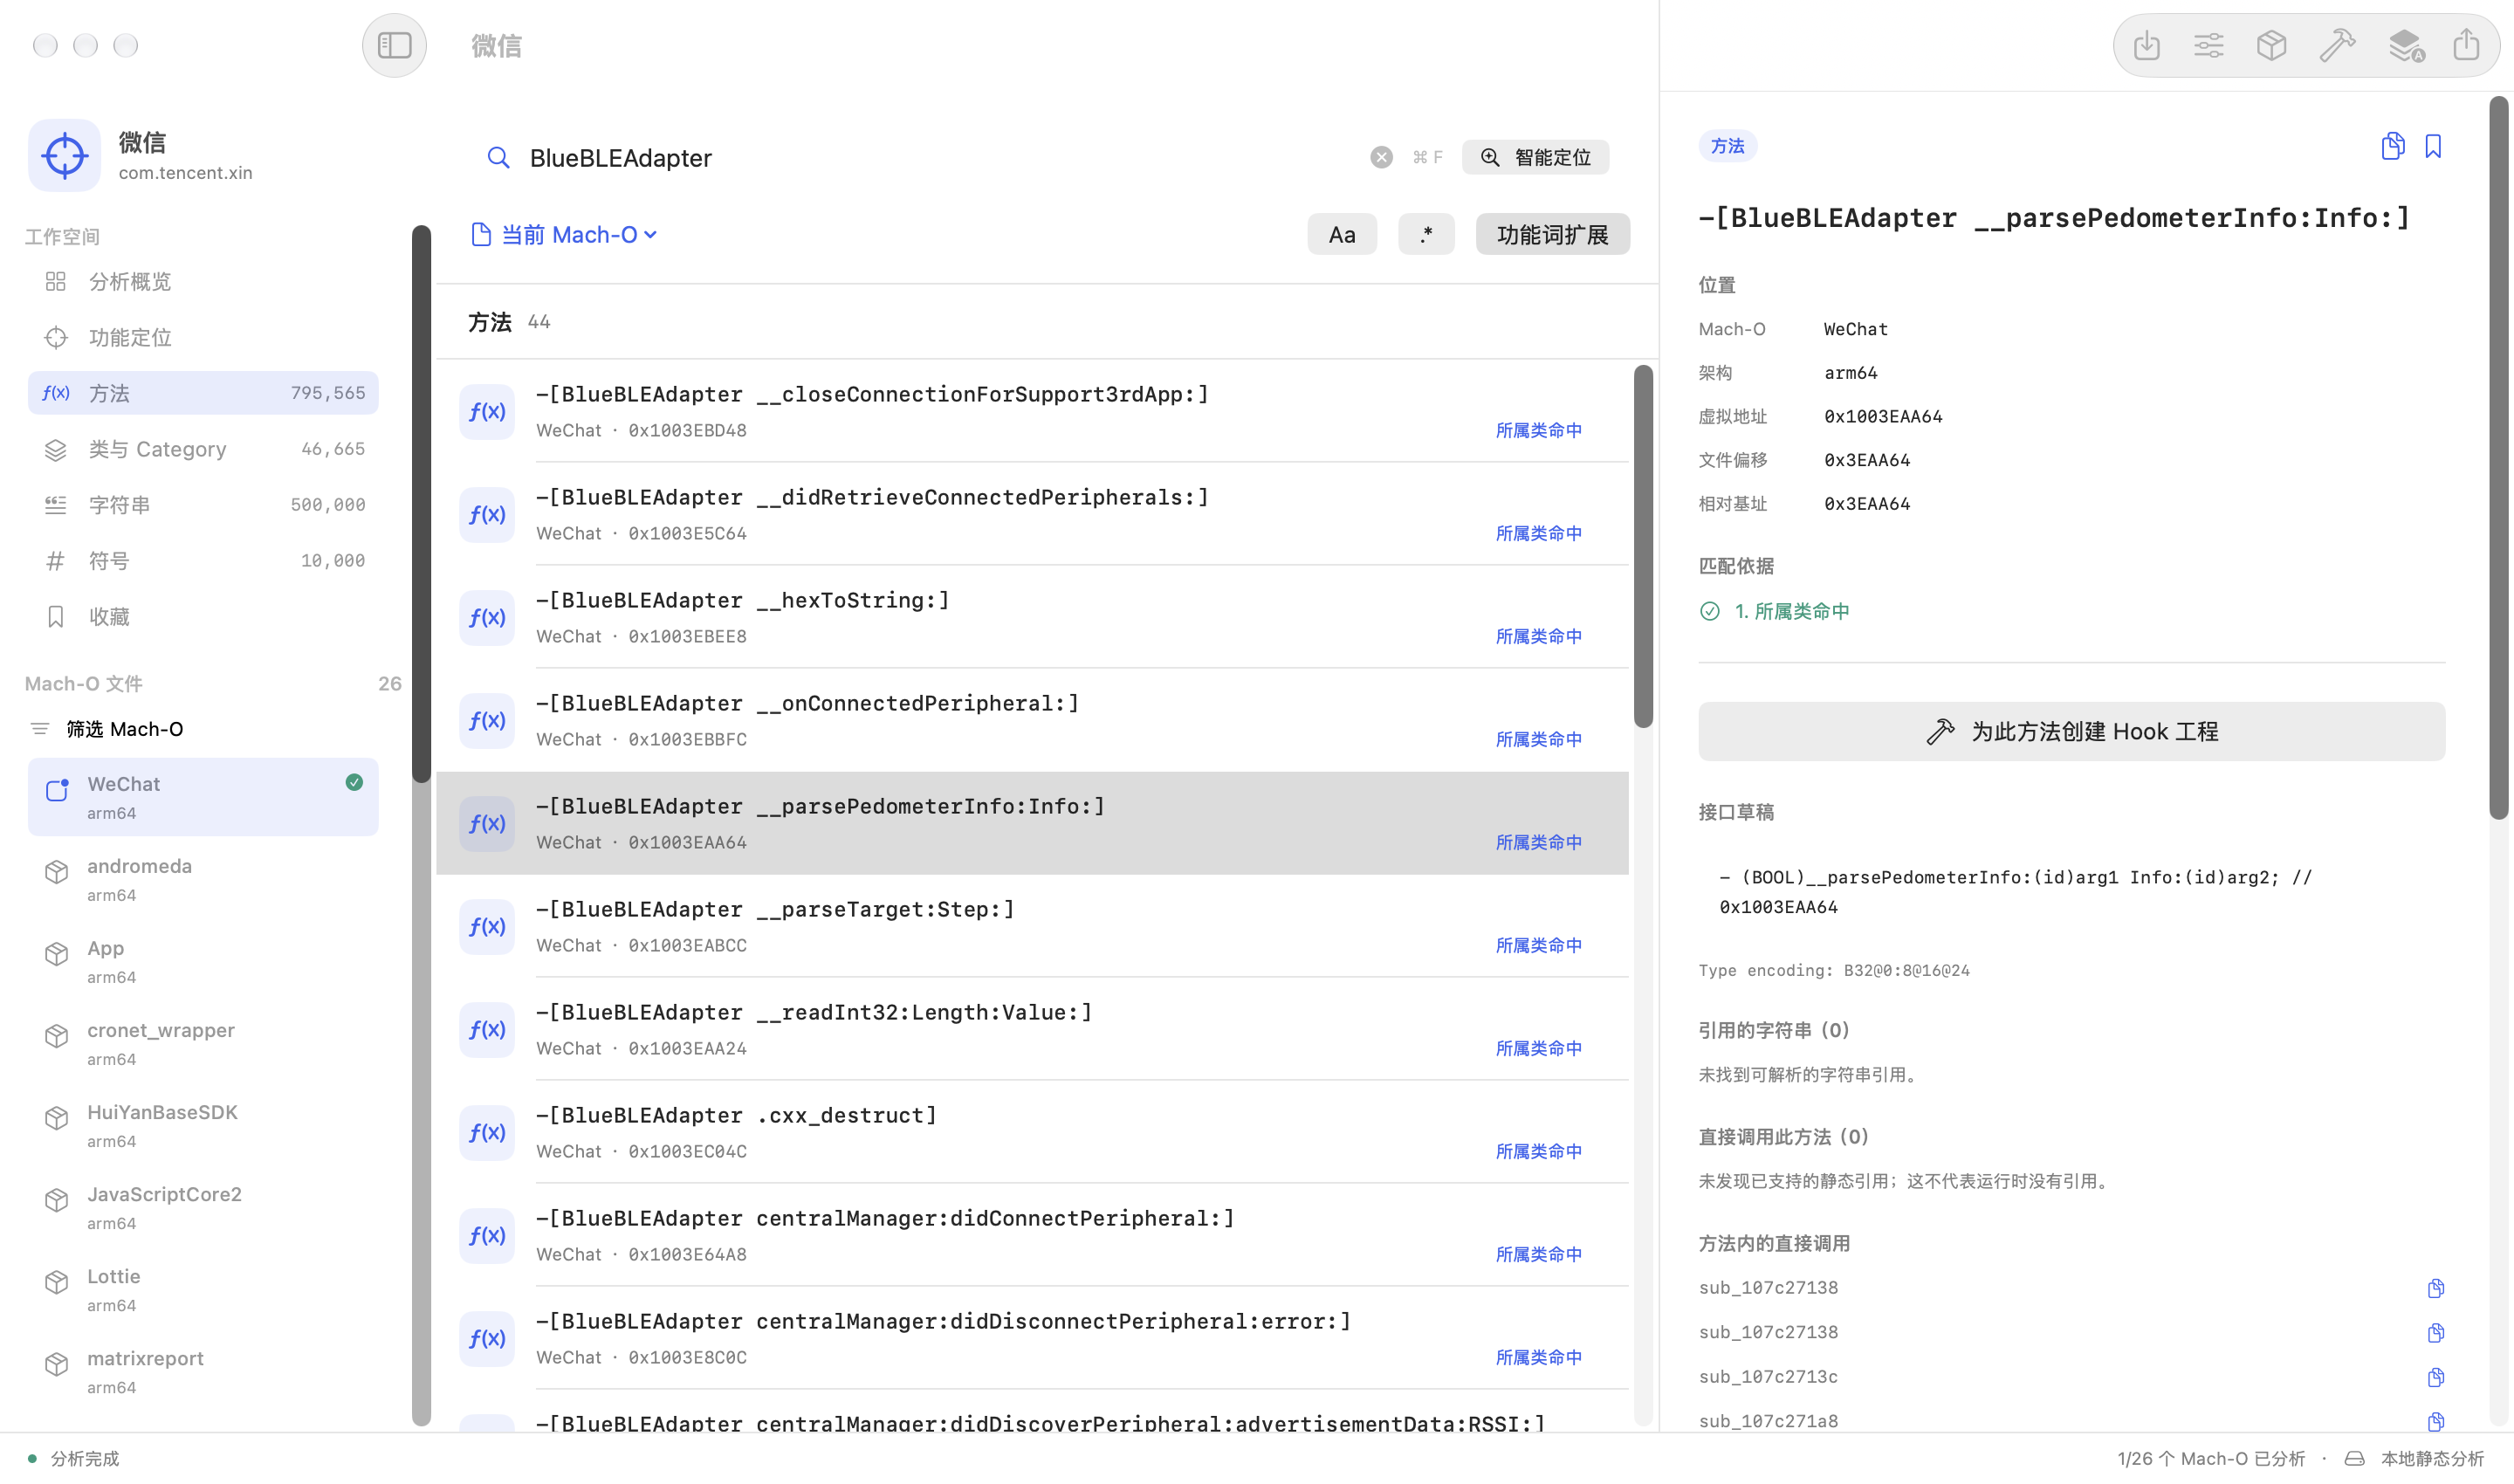 微信
微信
com.tencent.xin
工作空间
分析概览
功能定位
f(x) 方法 795,565
类与 Category 46,665
字符串 500,000
符号 10,000
收藏
Mach-O 文件 26
筛选 Mach-O
WeChat
arm64
andromeda
arm64
App
arm64
cronet_wrapper
arm64
HuiYanBaseSDK
arm64
JavaScriptCore2
arm64
Lottie
arm64
matrixreport
arm64
BlueBLEAdapter ⌘ F 智能定位
当前 Mach-O Aa .* 功能词扩展
方法 44
f(x) -[BlueBLEAdapter __closeConnectionForSupport3rdApp:]
WeChat · 0x1003EBD48 所属类命中
f(x) -[BlueBLEAdapter __didRetrieveConnectedPeripherals:]
WeChat · 0x1003E5C64 所属类命中
f(x) -[BlueBLEAdapter __hexToString:]
WeChat · 0x1003EBEE8 所属类命中
f(x) -[BlueBLEAdapter __onConnectedPeripheral:]
WeChat · 0x1003EBBFC 所属类命中
f(x) -[BlueBLEAdapter __parsePedometerInfo:Info:]
WeChat · 0x1003EAA64 所属类命中
f(x) -[BlueBLEAdapter __parseTarget:Step:]
WeChat · 0x1003EABCC 所属类命中
f(x) -[BlueBLEAdapter __readInt32:Length:Value:]
WeChat · 0x1003EAA24 所属类命中
f(x) -[BlueBLEAdapter .cxx_destruct]
WeChat · 0x1003EC04C 所属类命中
f(x) -[BlueBLEAdapter centralManager:didConnectPeripheral:]
WeChat · 0x1003E64A8 所属类命中
f(x) -[BlueBLEAdapter centralManager:didDisconnectPeripheral:error:]
WeChat · 0x1003E8C0C 所属类命中
-[BlueBLEAdapter centralManager:didDiscoverPeripheral:advertisementData:RSSI:]
方法
-[BlueBLEAdapter __parsePedometerInfo:Info:]
位置
Mach-O WeChat
架构 arm64
虚拟地址 0x1003EAA64
文件偏移 0x3EAA64
相对基址 0x3EAA64
匹配依据
1. 所属类命中
为此方法创建 Hook 工程
接口草稿
- (BOOL)__parsePedometerInfo:(id)arg1 Info:(id)arg2; //
0x1003EAA64
Type encoding: B32@0:8@16@24
引用的字符串 (0)
未找到可解析的字符串引用。
直接调用此方法 (0)
未发现已支持的静态引用；这不代表运行时没有引用。
方法内的直接调用
sub_107c27138
sub_107c27138
sub_107c2713c
sub_107c271a8
分析完成
1/26 个 Mach-O 已分析 · 本地静态分析